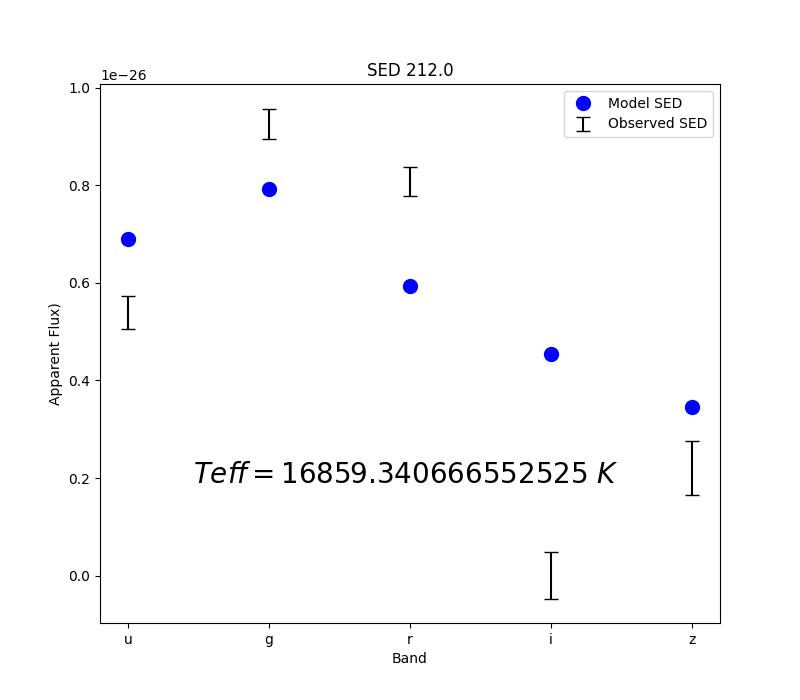 SED 212.0
1e−26
Model SED
Observed SED
1.0
0.8
0.6
0.4
0.2
0.0
Apparent Flux)
Teff = 16859.340666552525 K
u g r i z
Band